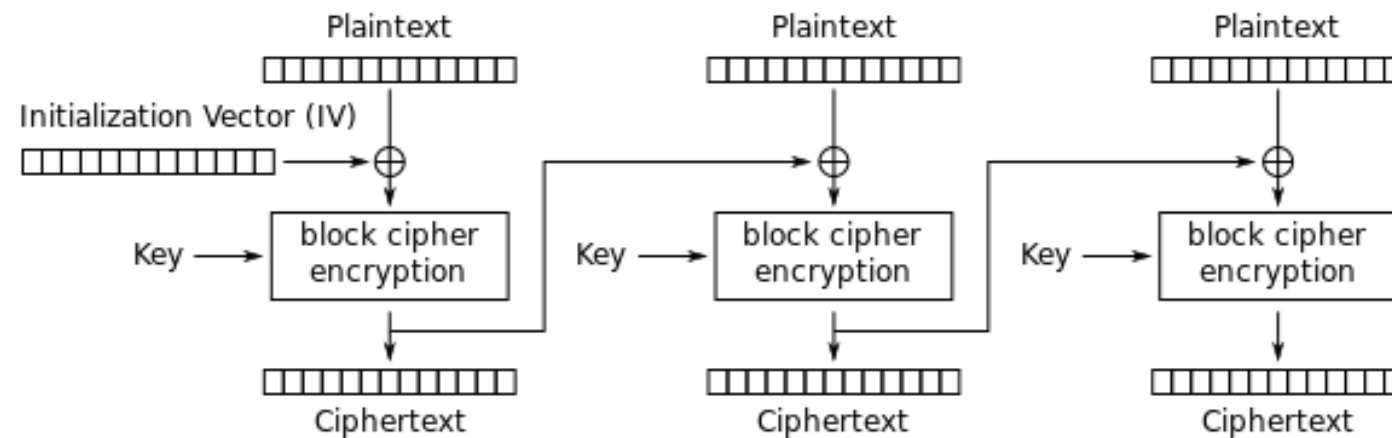 Plaintext
Plaintext
Plaintext
Initialization Vector (IV)
Key
block cipher
encryption
Key
block cipher
encryption
Key
block cipher
encryption
Ciphertext
Ciphertext
Ciphertext